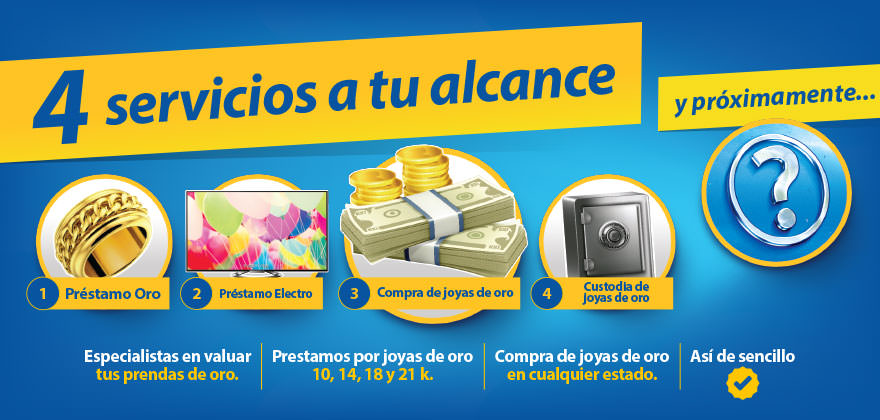 4 servicios a tu alcance
y próximamente...
?
1 Préstamo Oro
2 Préstamo Electro
3 Compra de joyas de oro
4 Custodia de
joyas de oro
Especialistas en valuar
tus prendas de oro.
Prestamos por joyas de oro
10, 14, 18 y 21 k.
Compra de joyas de oro
en cualquier estado.
Así de sencillo